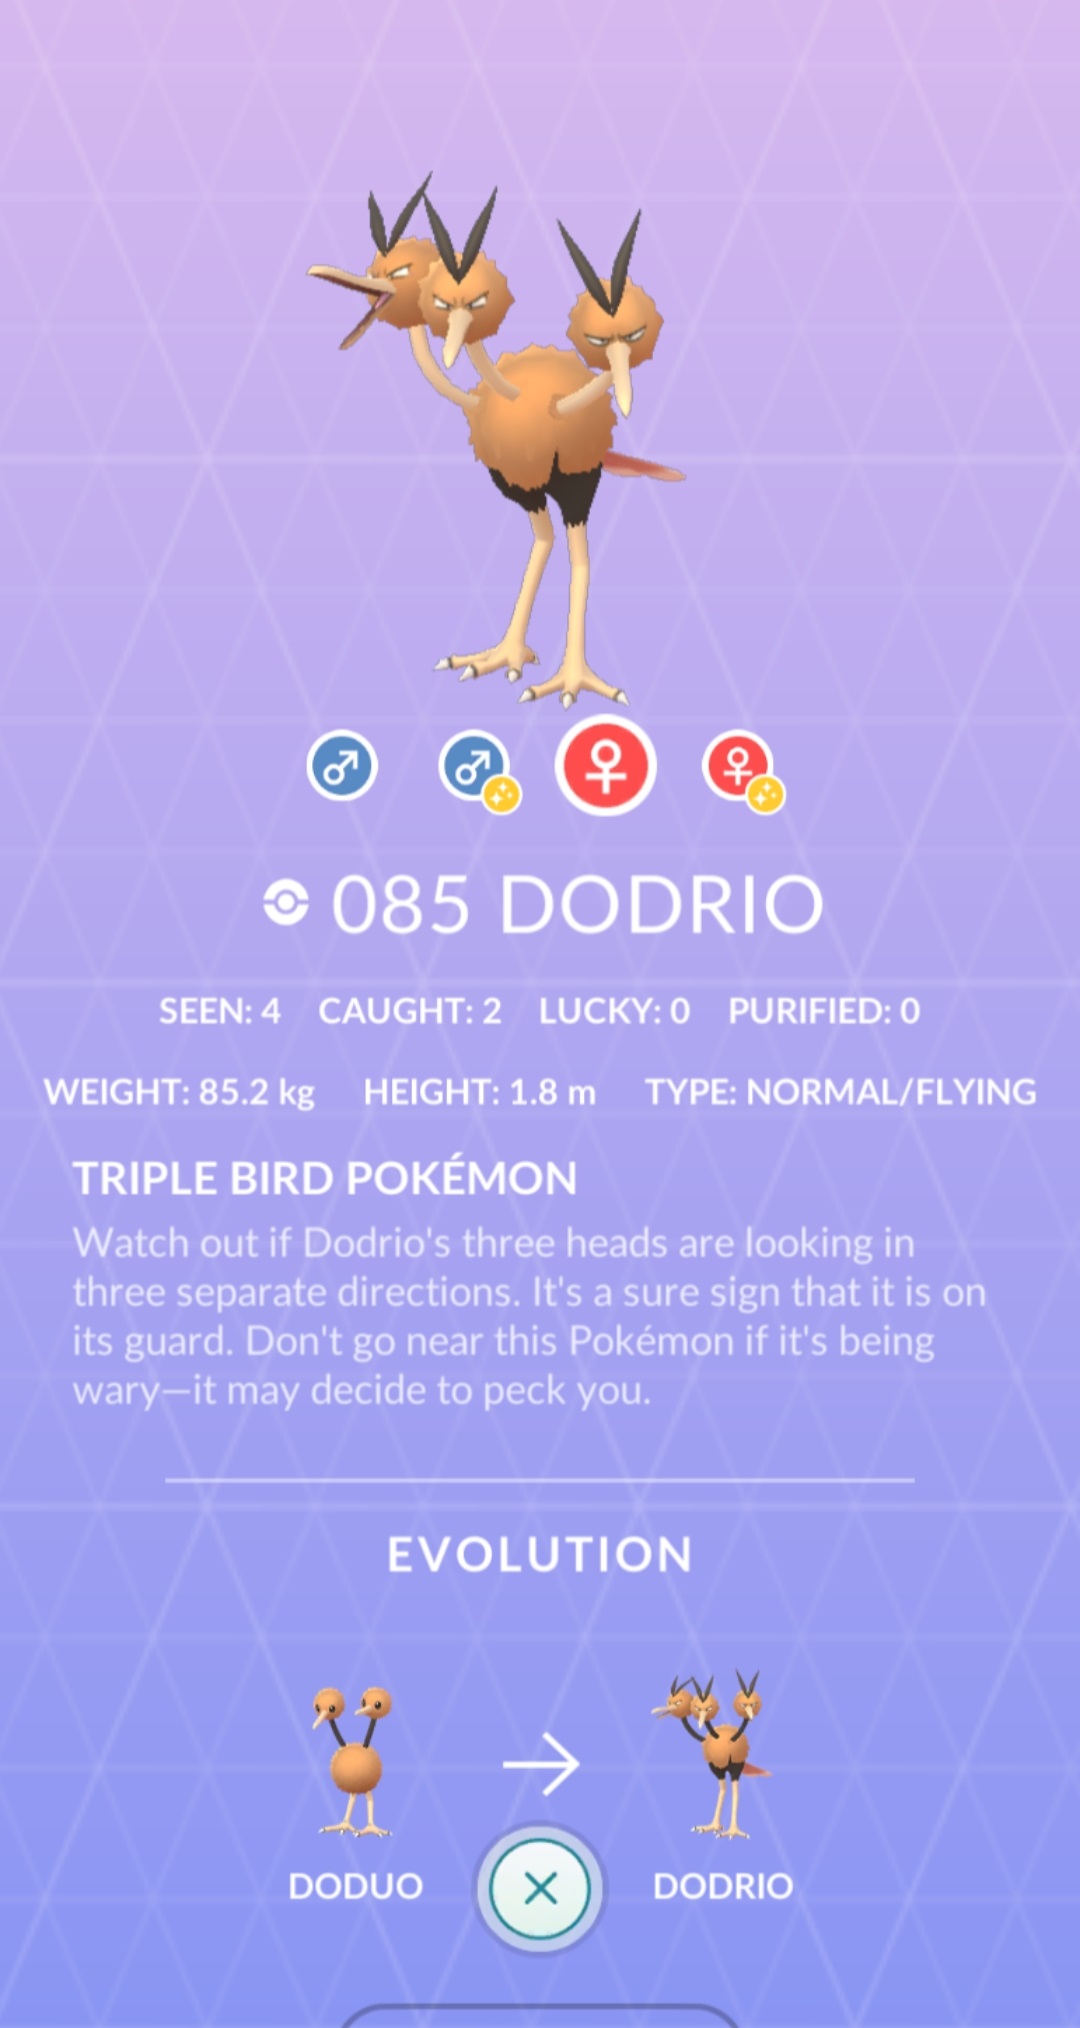 085 DODRIO
SEEN: 4 CAUGHT: 2 LUCKY: 0 PURIFIED: 0
WEIGHT: 85.2 kg HEIGHT: 1.8 m TYPE: NORMAL/FLYING
TRIPLE BIRD POKÉMON
Watch out if Dodrio's three heads are looking in
three separate directions. It's a sure sign that it is on
its guard. Don't go near this Pokémon if it's being
wary—it may decide to peck you.
EVOLUTION
DODUO DODRIO